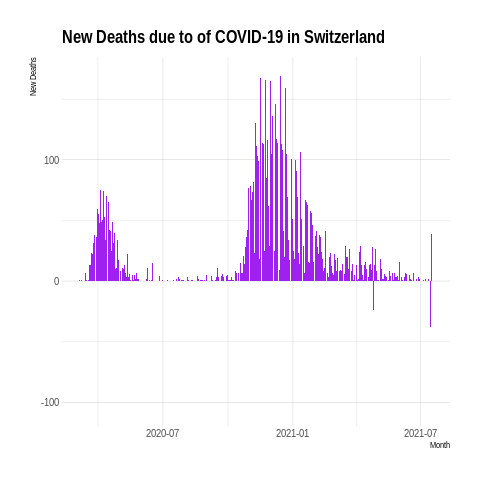 New Deaths due to of COVID-19 in Switzerland
New Deaths
100
0
-100
2020-07
2021-01
2021-07
Month